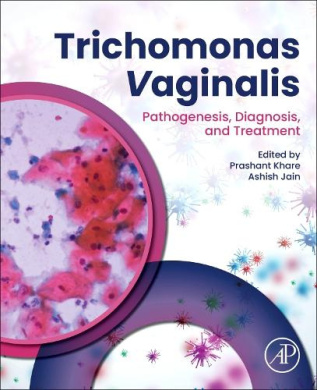 Trichomonas
Vaginalis
Pathogenesis, Diagnosis,
and Treatment
Edited by
Prashant Khare
Ashish Jain
AP